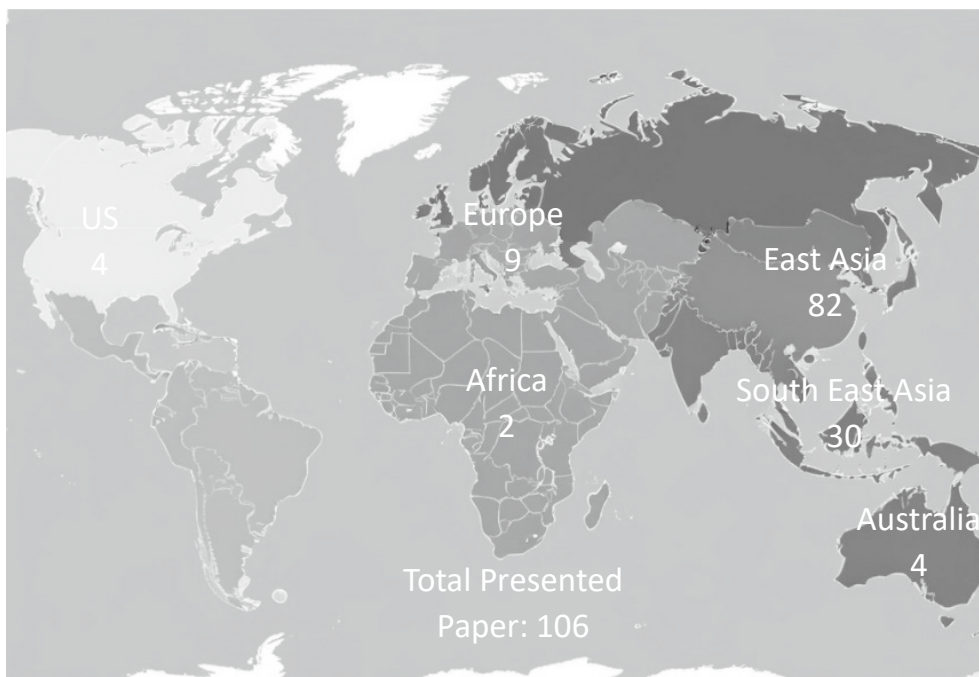 US
4
Europe
9
East Asia
82
Africa
2
South East Asia
30
Australia
4
Total Presented
Paper: 106